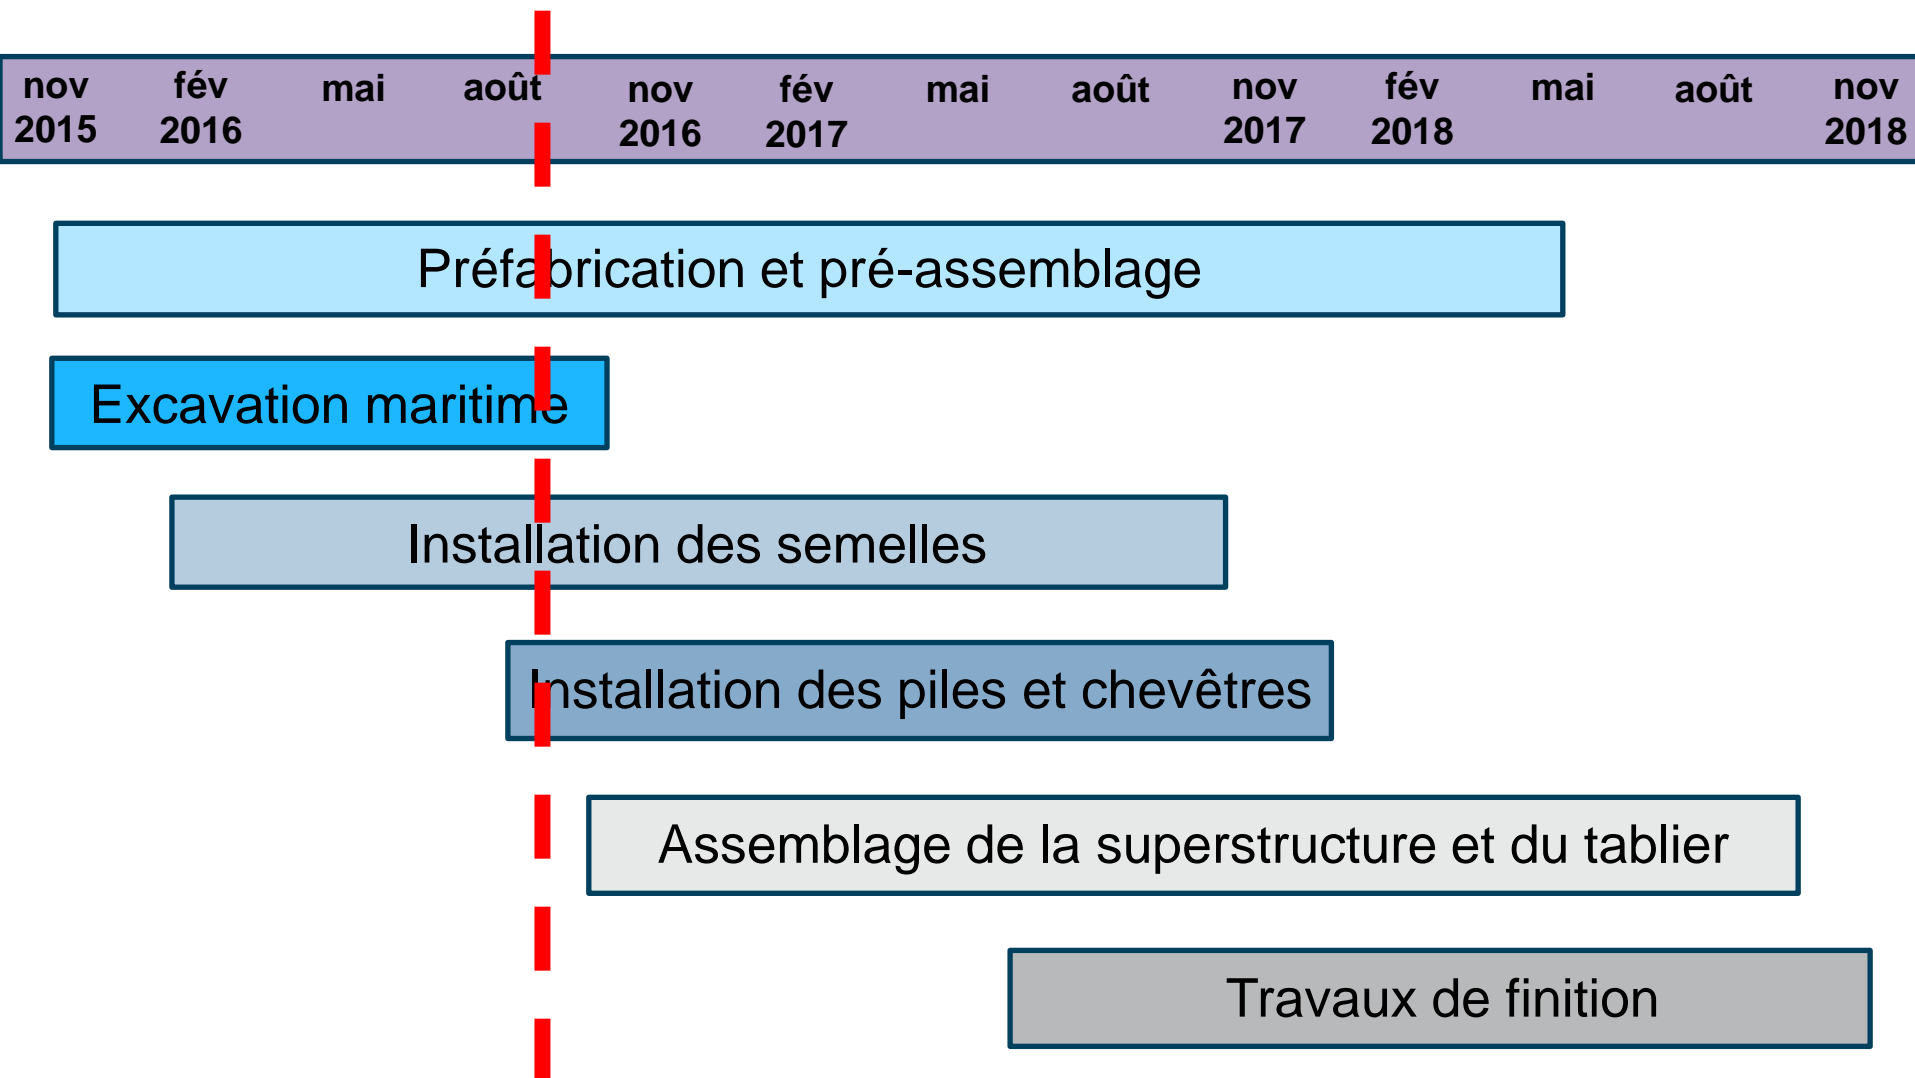 nov fév mai août nov fév mai août nov fév mai août nov
2015 2016 2016 2017 2017 2018 2018
Préfabrication et pré-assemblage
Excavation maritime
Installation des semelles
Installation des piles et chevêtres
Assemblage de la superstructure et du tablier
Travaux de finition